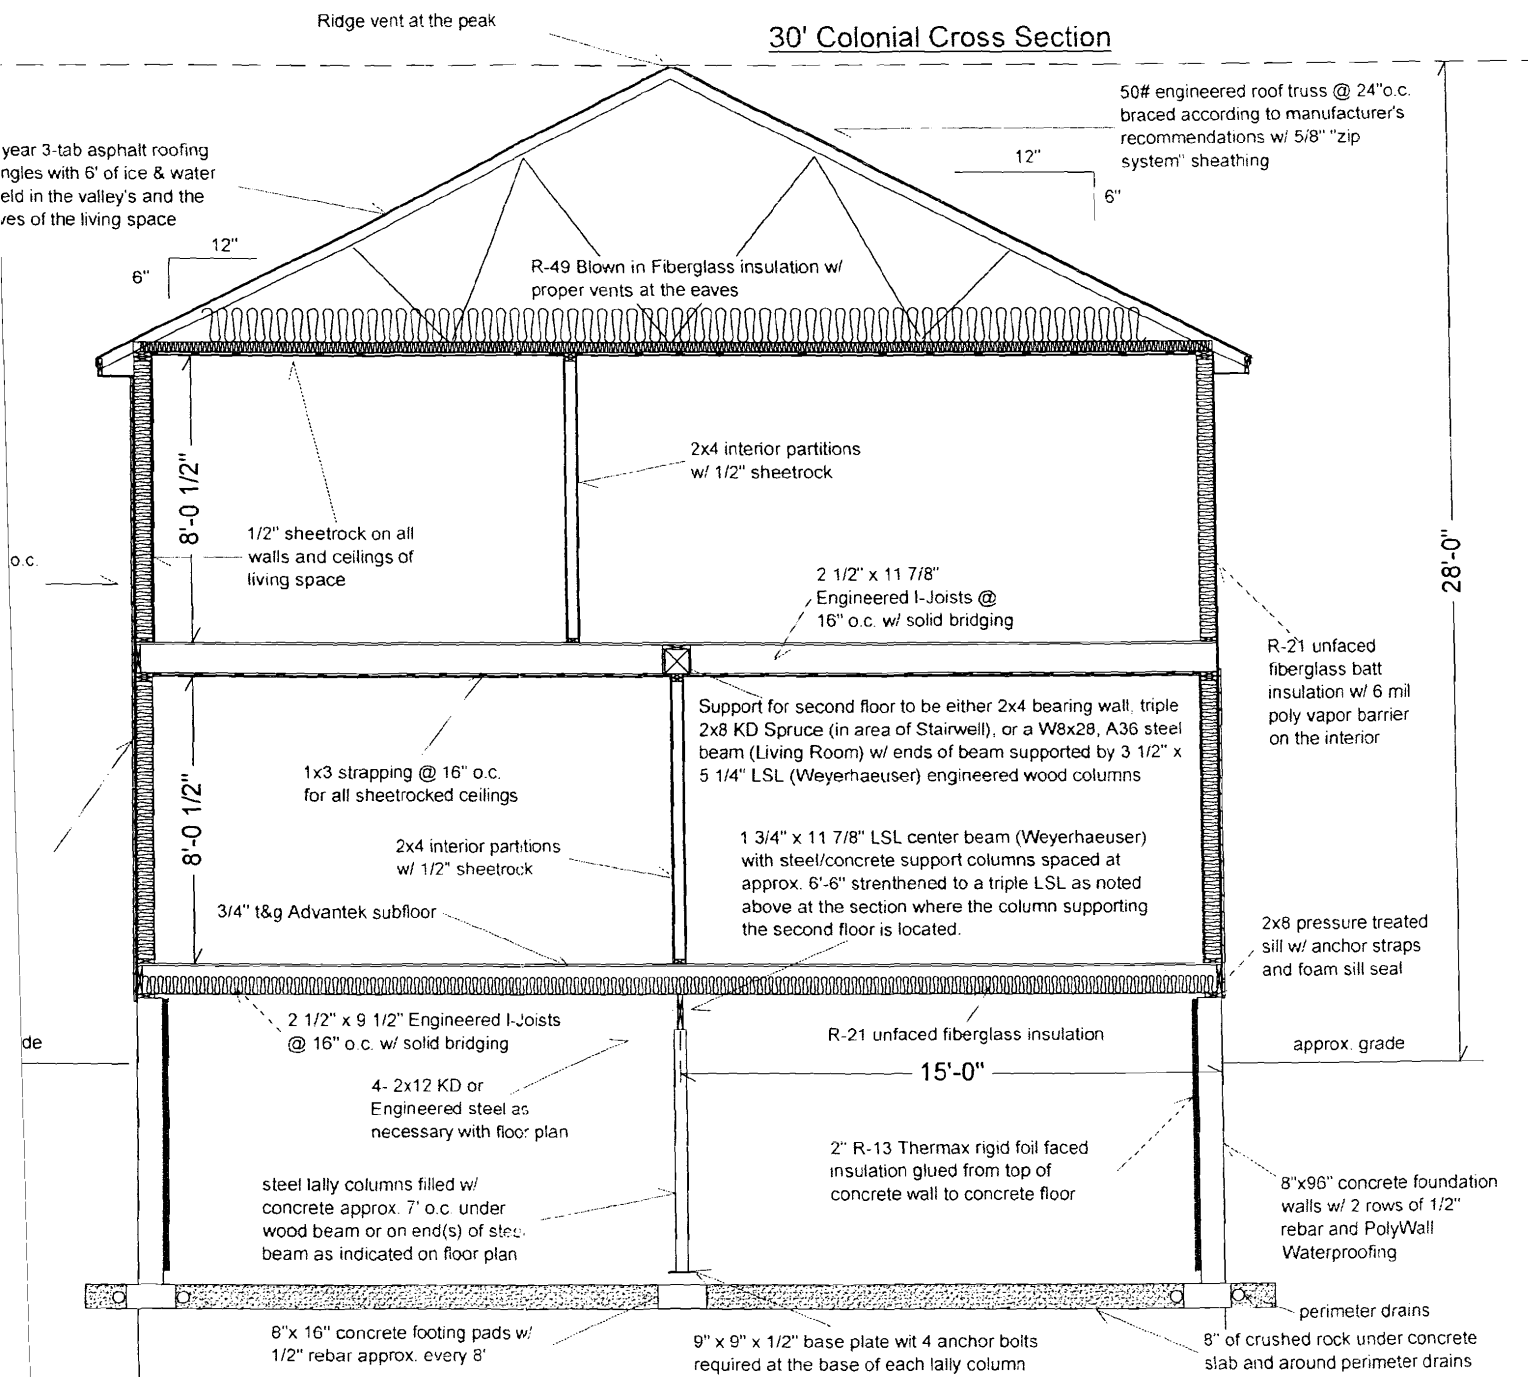 Ridge vent at the peak
30' Colonial Cross Section
50# engineered roof truss @ 24"o.c.
braced according to manufacturer's
recommendations w/ 5/8" "zip
system" sheathing
12"
6"
year 3-tab asphalt roofing
ngles with 6' of ice & water
eld in the valley's and the
ves of the living space
12"
6"
R-49 Blown in Fiberglass insulation w/
proper vents at the eaves
8'-0 1/2"
2x4 interior partitions
w/ 1/2" sheetrock
1/2" sheetrock on all
walls and ceilings of
living space
o.c.
2 1/2" x 11 7/8"
Engineered I-Joists @
16" o.c. w/ solid bridging
28'-0"
R-21 unfaced
fiberglass batt
insulation w/ 6 mil
poly vapor barrier
on the interior
Support for second floor to be either 2x4 bearing wall, triple
2x8 KD Spruce (in area of Stairwell), or a W8x28, A36 steel
beam (Living Room) w/ ends of beam supported by 3 1/2" x
5 1/4" LSL (Weyerhaeuser) engineered wood columns
1x3 strapping @ 16" o.c.
for all sheetrocked ceilings
8'-0 1/2"
2x4 interior partitions
w/ 1/2" sheetrock
1 3/4" x 11 7/8" LSL center beam (Weyerhaeuser)
with steel/concrete support columns spaced at
approx. 6'-6" strenthened to a triple LSL as noted
above at the section where the column supporting
the second floor is located.
3/4" t&g Advantek subfloor
2x8 pressure treated
sill w/ anchor straps
and foam sill seal
2 1/2" x 9 1/2" Engineered I-Joists
@ 16" o.c. w/ solid bridging
R-21 unfaced fiberglass insulation
de
approx. grade
15'-0"
4- 2x12 KD or
Engineered steel as
necessary with floor plan
2" R-13 Thermax rigid foil faced
insulation glued from top of
concrete wall to concrete floor
steel lally columns filled w/
concrete approx. 7' o.c. under
wood beam or on end(s) of steel
beam as indicated on floor plan
8"x96" concrete foundation
walls w/ 2 rows of 1/2"
rebar and PolyWall
Waterproofing
perimeter drains
8"x 16" concrete footing pads w/
1/2" rebar approx. every 8'
9" x 9" x 1/2" base plate wit 4 anchor bolts
required at the base of each lally column
8" of crushed rock under concrete
slab and around perimeter drains